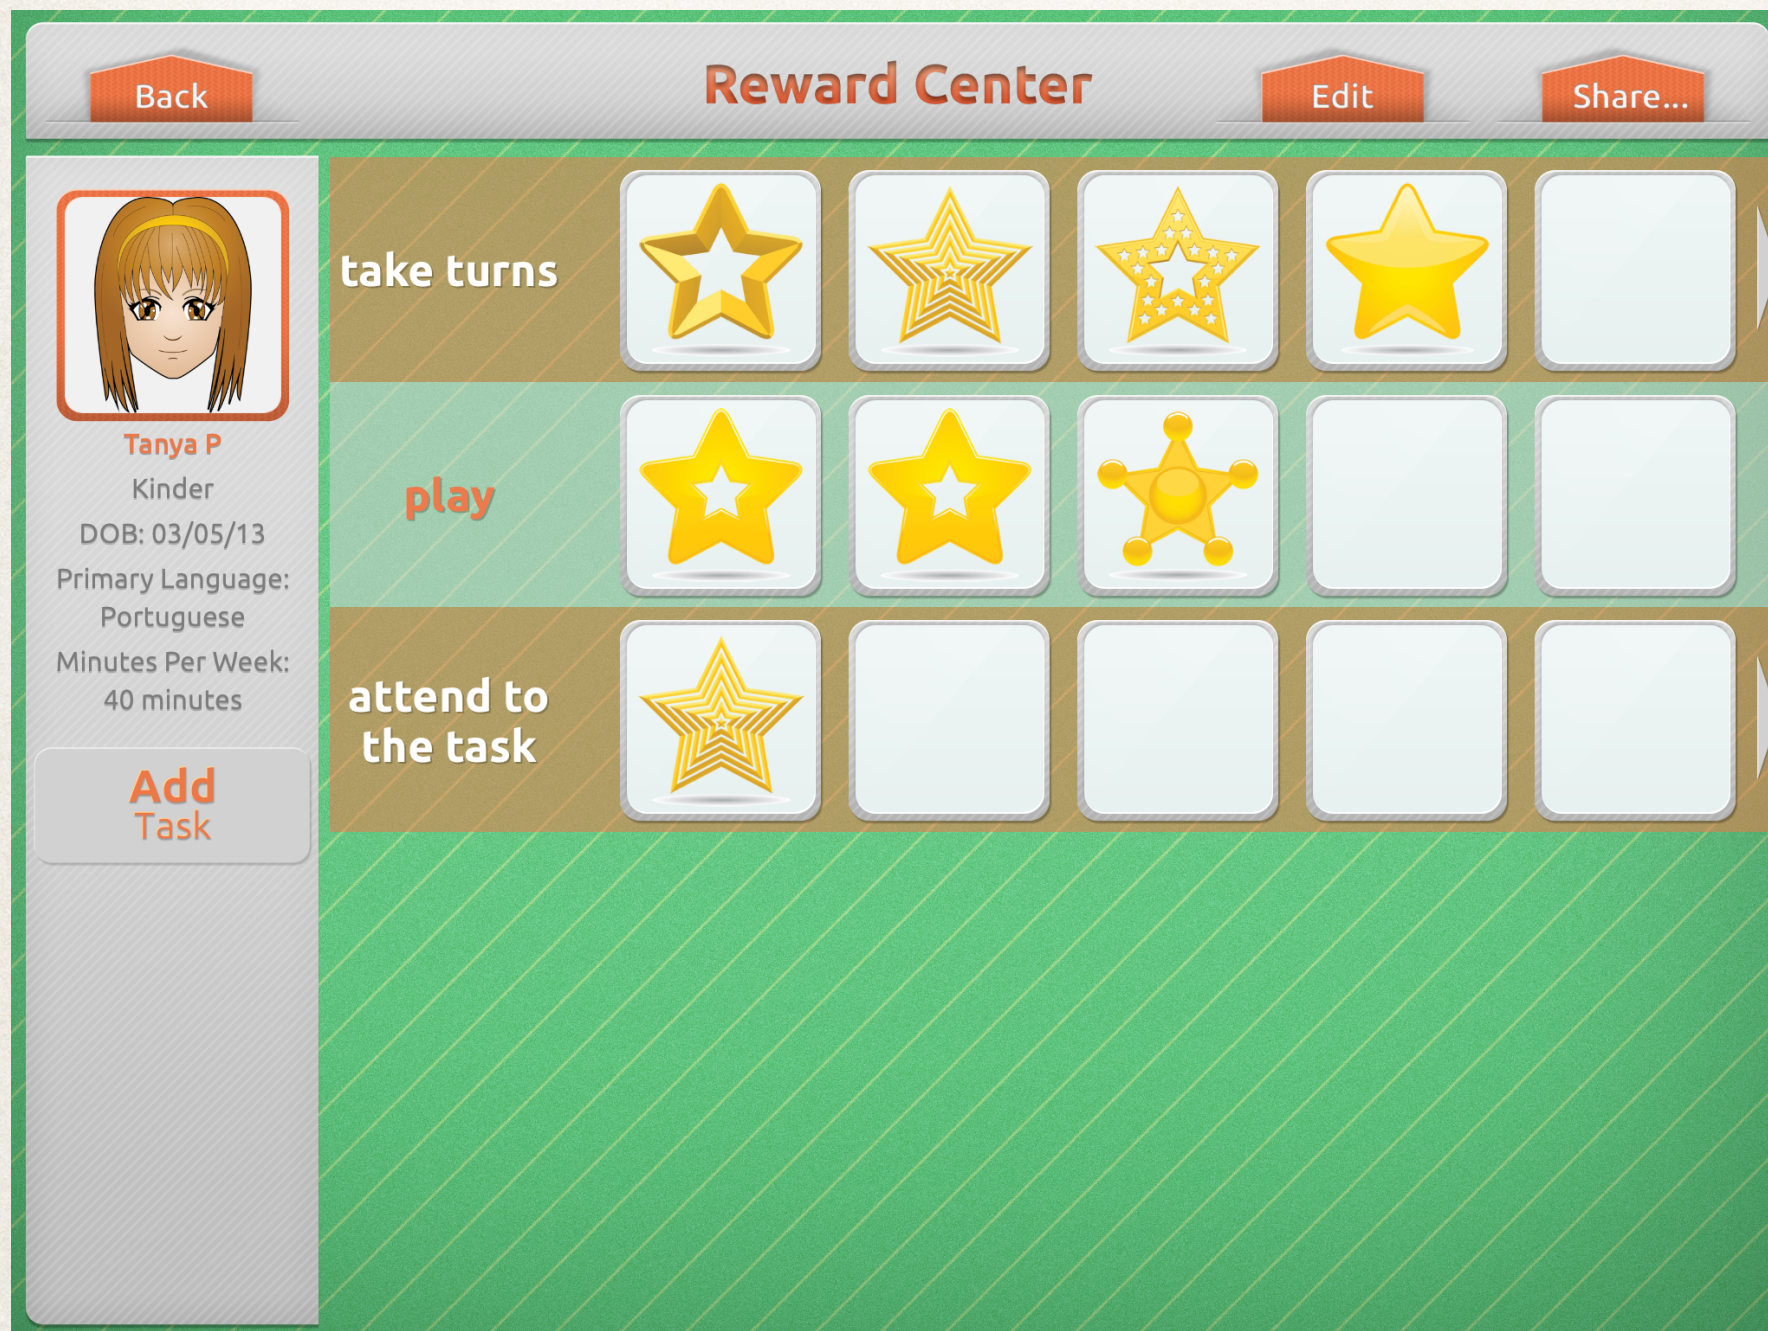 Back
Reward Center
Edit
Share...
Tanya P
Kinder
DOB: 03/05/13
Primary Language:
Portuguese
Minutes Per Week:
40 minutes
Add
Task
take turns
play
attend to
the task